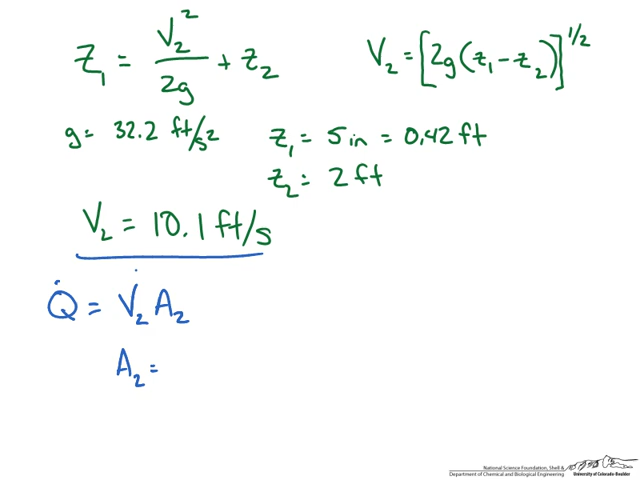 Z₁ = V₂²/2g + Z₂
V₂ = [2g(z₁ - z₂)]^1/2
g = 32.2 ft/s²
z₁ = 5 in = 0.42 ft
z₂ = 2 ft
V₂ = 10.1 ft/s
Q̇ = V̇₂ A₂
A₂ =
National Science Foundation, Shell &
Department of Chemical and Biological Engineering
University of Colorado Boulder